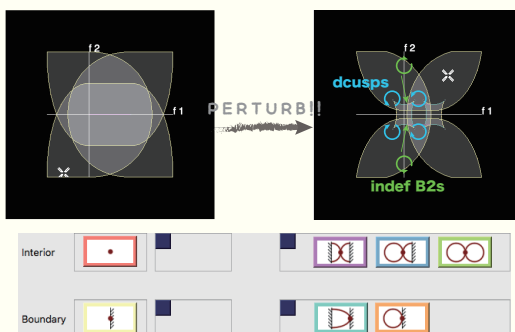 f 2
f 1
PERTURB!!
f 2
dcusps
f 1
indef B2s
Interior
Boundary